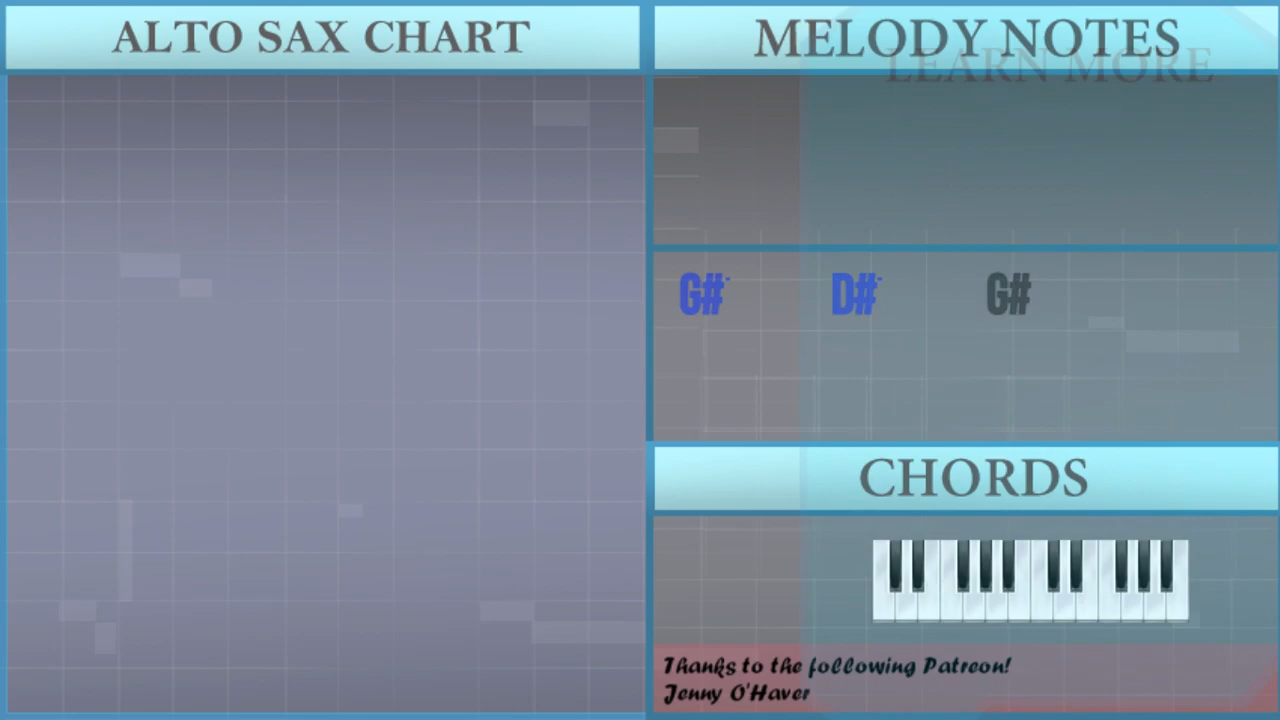 ALTO SAX CHART
MELODY NOTES
LEARN MORE
G#- D#- G#
CHORDS
Thanks to the following Patreon!
Jenny O'Haver